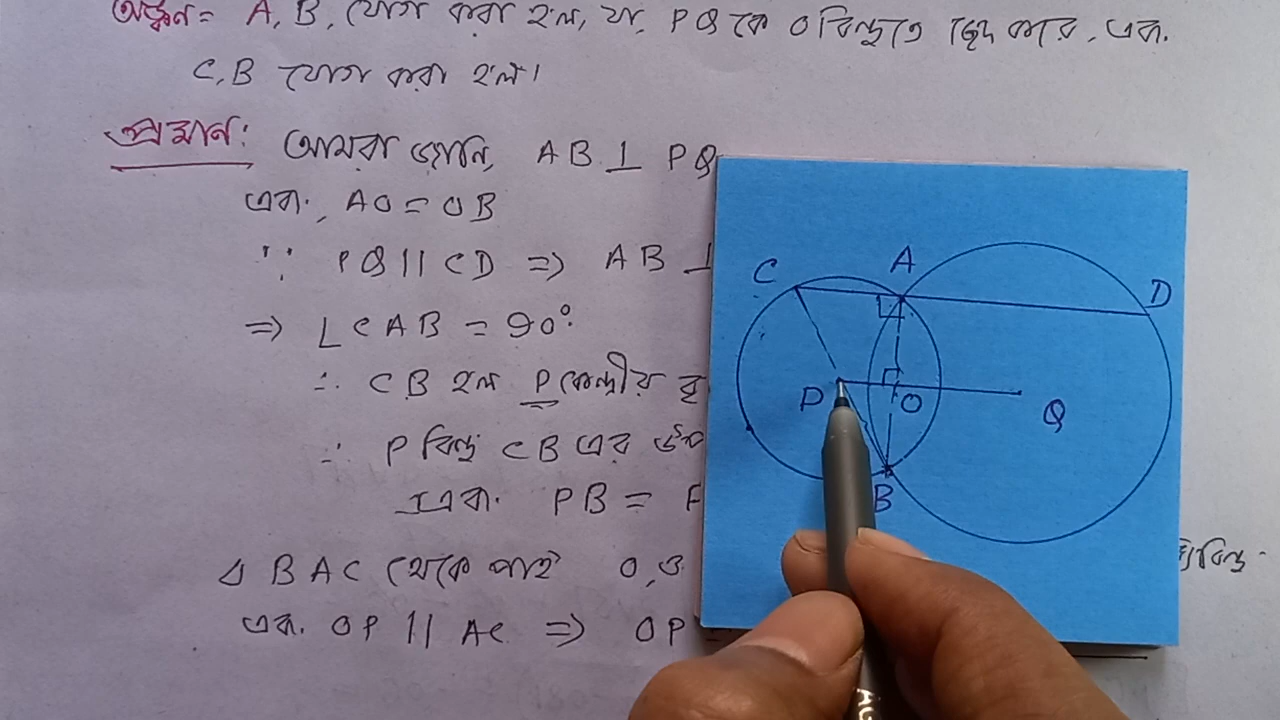 অঙ্কন = A, B, যোগ করা হল, যা, PQ কে O বিন্দুতে ছেদ করে, এবং
C, B যোগ করা হল।
প্রমান: আমরা জানি, AB ⊥ PQ
এবং, AO = OB
∵ PQ || CD => AB ⊥
=> ∠CAB = 90°
∴ CB হল P কেন্দ্রীয় বৃ
∴ P বিন্দু CB এর
এবং PB =
Δ BAC থেকে পাই O, ও
এবং OP || AC => OP =
C
A
D
P
O
Q
B